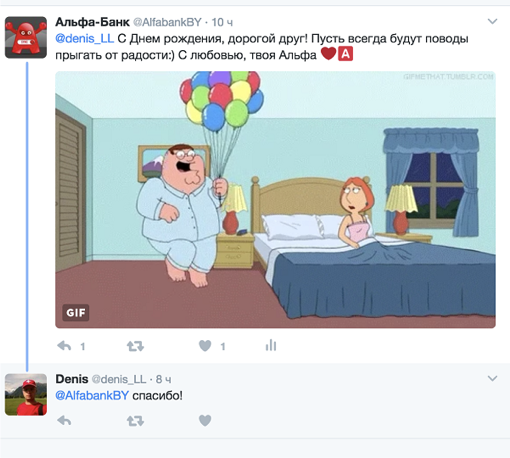 Альфа-Банк @AlfabankBY · 10 ч
@denis_LL С Днем рождения, дорогой друг! Пусть всегда будут поводы
прыгать от радости:) С любовью, твоя Альфа ❤️🅰️
GIFMETHAT.TUMBLR.COM
GIF
1
1
Denis @denis_LL · 8 ч
@AlfabankBY спасибо!